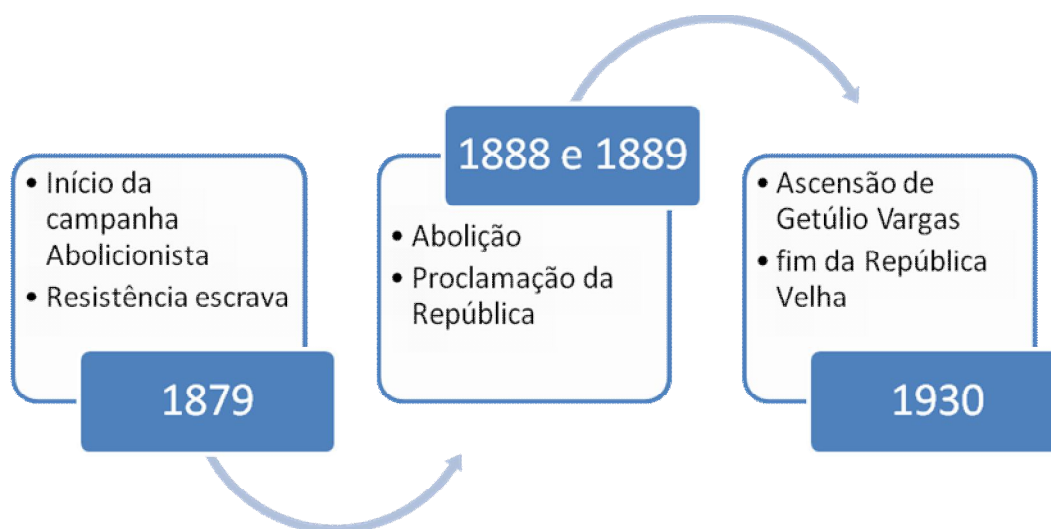 • Início da
campanha
Abolicionista
• Resistência escrava
1879
1888 e 1889
• Abolição
• Proclamação da
República
• Ascensão de
Getúlio Vargas
• fim da República
Velha
1930